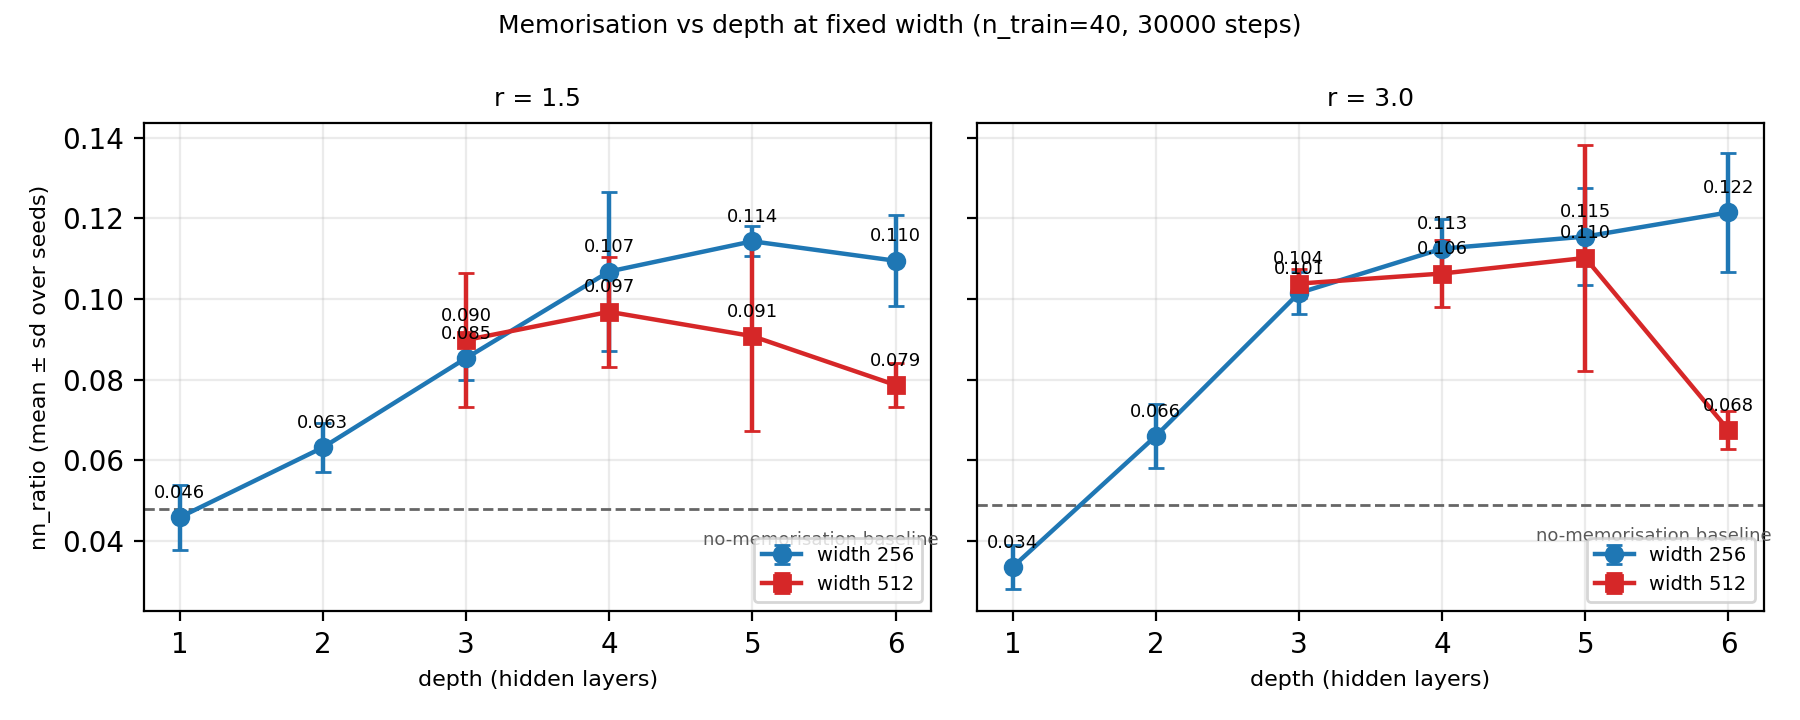 Memorisation vs depth at fixed width (n_train=40, 30000 steps)
r = 1.5
nn_ratio (mean ± sd over seeds)
0.14
0.12
0.10
0.08
0.06
0.04
0.046
0.063
0.090
0.085
0.107
0.097
0.114
0.091
0.110
0.079
no-memorisation baseline
width 256
width 512
1 2 3 4 5 6
depth (hidden layers)
r = 3.0
0.034
0.066
0.104
0.101
0.113
0.106
0.115
0.110
0.122
0.068
no-memorisation baseline
width 256
width 512
1 2 3 4 5 6
depth (hidden layers)